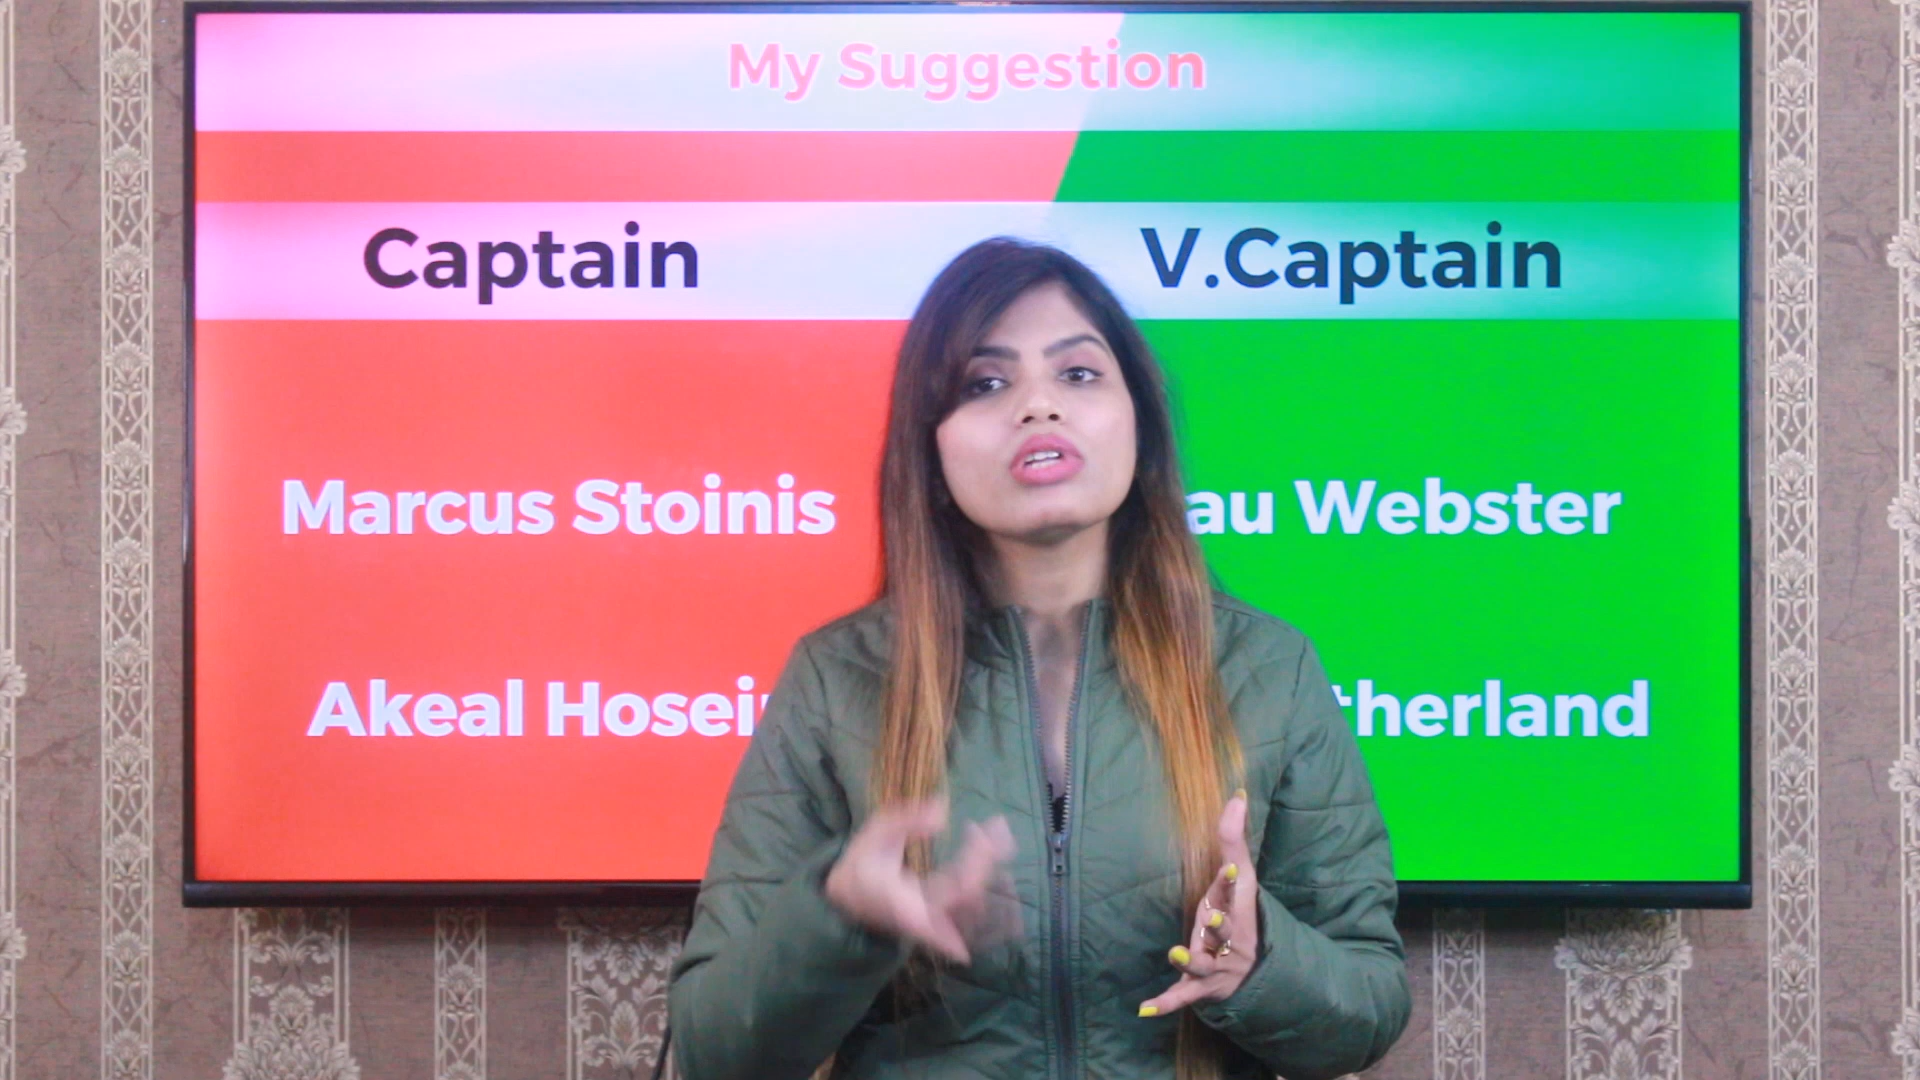 My Suggestion
Captain
V.Captain
Marcus Stoinis
au Webster
Akeal Hosei
therland